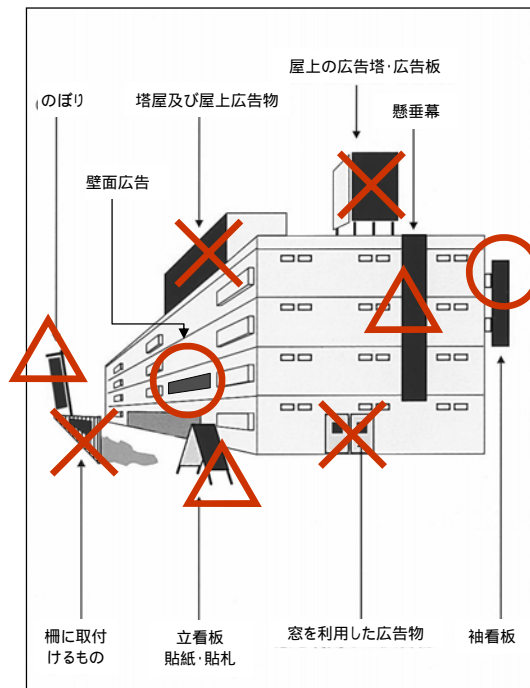 屋上の広告塔・広告板
のぼり
塔屋及び屋上広告物
懸垂幕
壁面広告
柵に取付
けるもの
立看板
貼紙・貼札
窓を利用した広告物
袖看板